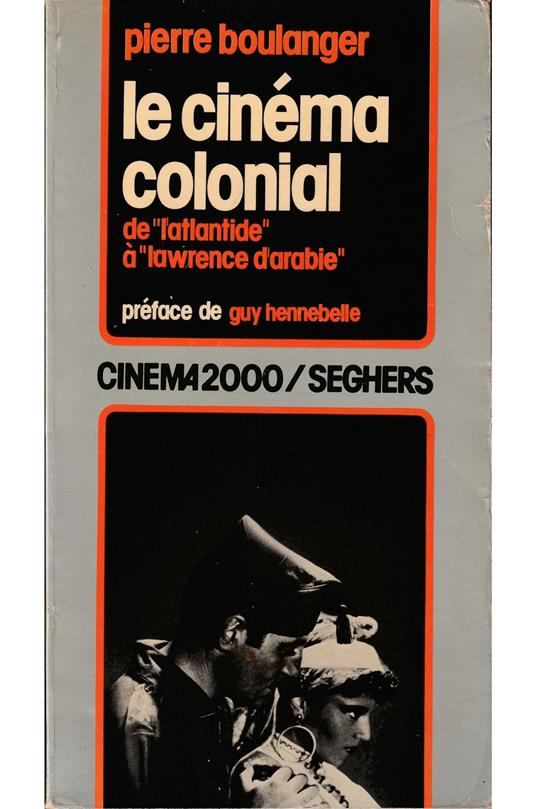 pierre boulanger
le cinéma
colonial
de "l'atlantide"
à "lawrence d'arabie"
préface de guy hennebelle
CINEMA 2000/SEGHERS